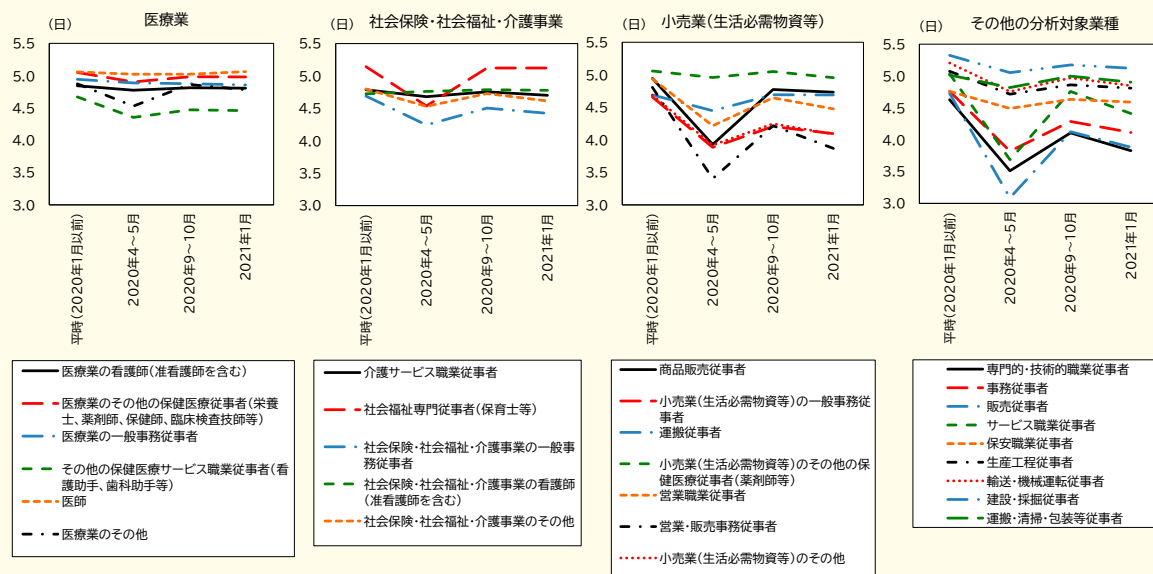 医療業
(日)
5.5
5.0
4.5
4.0
3.5
3.0
平時(2020年1月以前)
2020年4~5月
2020年9~10月
2021年1月
医療業の看護師(准看護師を含む)
医療業のその他の保健医療従事者(栄養
士、薬剤師、保健師、臨床検査技師等)
医療業の一般事務従事者
その他の保健医療サービス職業従事者(看
護助手、歯科助手等)
医師
医療業のその他
社会保険・社会福祉・介護事業
(日)
5.5
5.0
4.5
4.0
3.5
3.0
平時(2020年1月以前)
2020年4~5月
2020年9~10月
2021年1月
介護サービス職業従事者
社会福祉専門従事者(保育士等)
社会保険・社会福祉・介護事業の一般事
務従事者
社会保険・社会福祉・介護事業の看護師
(准看護師を含む)
社会保険・社会福祉・介護事業のその他
小売業(生活必需物資等)
(日)
5.5
5.0
4.5
4.0
3.5
3.0
平時(2020年1月以前)
2020年4~5月
2020年9~10月
2021年1月
商品販売従事者
小売業(生活必需物資等)の一般事務従
事者
運搬従事者
小売業(生活必需物資等)のその他の保
健医療従事者(薬剤師等)
営業職業従事者
営業・販売事務従事者
小売業(生活必需物資等)のその他
その他の分析対象業種
(日)
5.5
5.0
4.5
4.0
3.5
3.0
平時(2020年1月以前)
2020年4~5月
2020年9~10月
2021年1月
専門的・技術的職業従事者
事務従事者
販売従事者
サービス職業従事者
保安職業従事者
生産工程従事者
輸送・機械運転従事者
建設・採掘従事者
運搬・清掃・包装等従事者